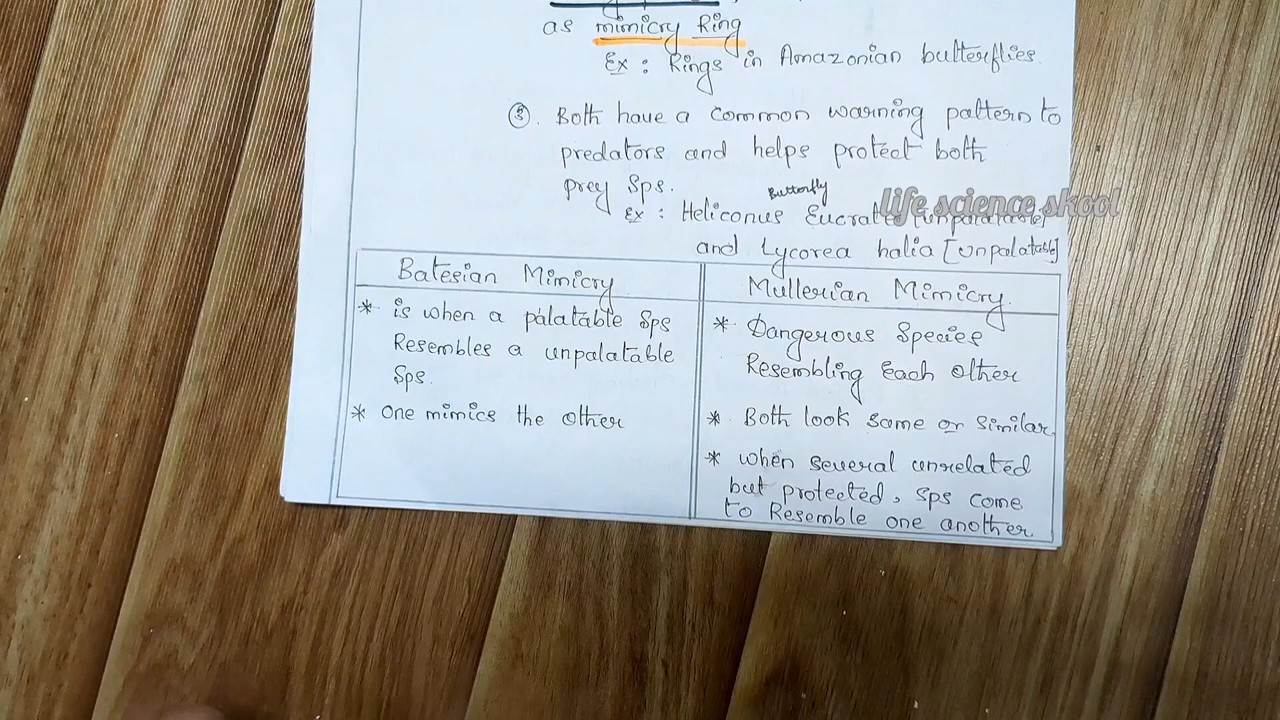 as mimicry Ring
Ex : Rings in Amazonian butterflies.
③. Both have a common warning pattern to
predators and helps protect both
prey Sps.
Butterfly
life science skool
Ex : Heliconus Eucrate [unpalatable]
and Lycorea halia [unpalatable]
Batesian Mimicry
* is when a palatable Sps
Resembles a unpalatable
Sps.
* One mimics the other
Mullerian Mimicry.
* Dangerous Species
Resembling Each other
* Both look same or similar
* when several unrelated
but protected, sps come
to Resemble one another.